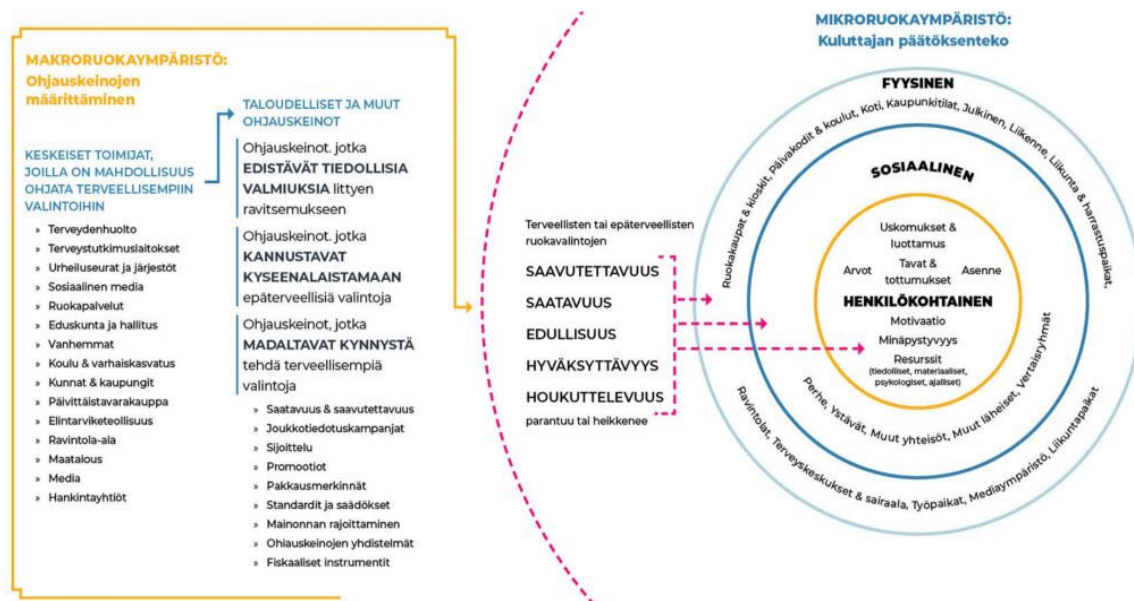 MAKRORUOKAYMPÄRISTÖ:
Ohjauskeinojen
määrittäminen
KESKEISET TOIMIJAT,
JOILLA ON MAHDOLLISUUS
OHJATA TERVEELLISEMPIIN
VALINTOIHIN
» Terveydenhuolto
» Terveystutkimuslaitokset
» Urheiluseurat ja järjestöt
» Sosiaalinen media
» Ruokapalvelut
» Eduskunta ja hallitus
» Vanhemmat
» Koulu & varhaiskasvatus
» Kunnat & kaupungit
» Päivittäistavarakauppa
» Elintarviketeollisuus
» Ravintola-ala
» Maatalous
» Media
» Hankintayhtiöt
TALOUDELLISET JA MUUT
OHJAUSKEINOT
Ohjauskeinot. jotka
EDISTÄVÄT TIEDOLLISIA
VALMIUKSIA littyen
ravitsemukseen
Ohjauskeinot. jotka
KANNUSTAVAT
KYSEENALAISTAMAAN
epäterveellisiä valintoja
Ohjauskeinot, jotka
MADALTAVAT KYNNYSTÄ
tehdä terveellisempiä
valintoja
» Saatavuus & saavutettavuus
» Joukkotiedotuskampanjat
» Sijoittelu
» Promootiot
» Pakkausmerkinnät
» Standardit ja saädökset
» Mainonnan rajoittaminen
» Ohiauskeinojen yhdistelmät
» Fiskaaliset instrumentit
Terveellisten tai epäterveellisten
ruokavalintojen
SAAVUTETTAVUUS
SAATAVUUS
EDULLISUUS
HYVÄKSYTTÄVYYS
HOUKUTTELEVUUS
parantuu tai heikkenee
MIKRORUOKAYMPÄRISTÖ:
Kuluttajan päätöksenteko
FYYSINEN
Ruokakaupat & kioskit, Päivakodit & koulut, Koti, Kaupunkitilat, Julkinen, Liikenne, Liikunta & harrastuspaikat,
SOSIAALINEN
Uskomukset &
luottamus
Arvot
Tavat &
tottumukset
Asenne
HENKILÖKOHTAINEN
Motivaatio
Minäpystyvyys
Resurssit
(tiedolliset, materiaaliset,
psykologiset, ajalliset)
Perhe, Ystävät, Muut yhteisöt, Muut läheiset, Vertaisryhmät
Ravintolat, Terveyskeskukset & sairaala, Työpaikat, Mediaympäristö, Liikuntapaikat